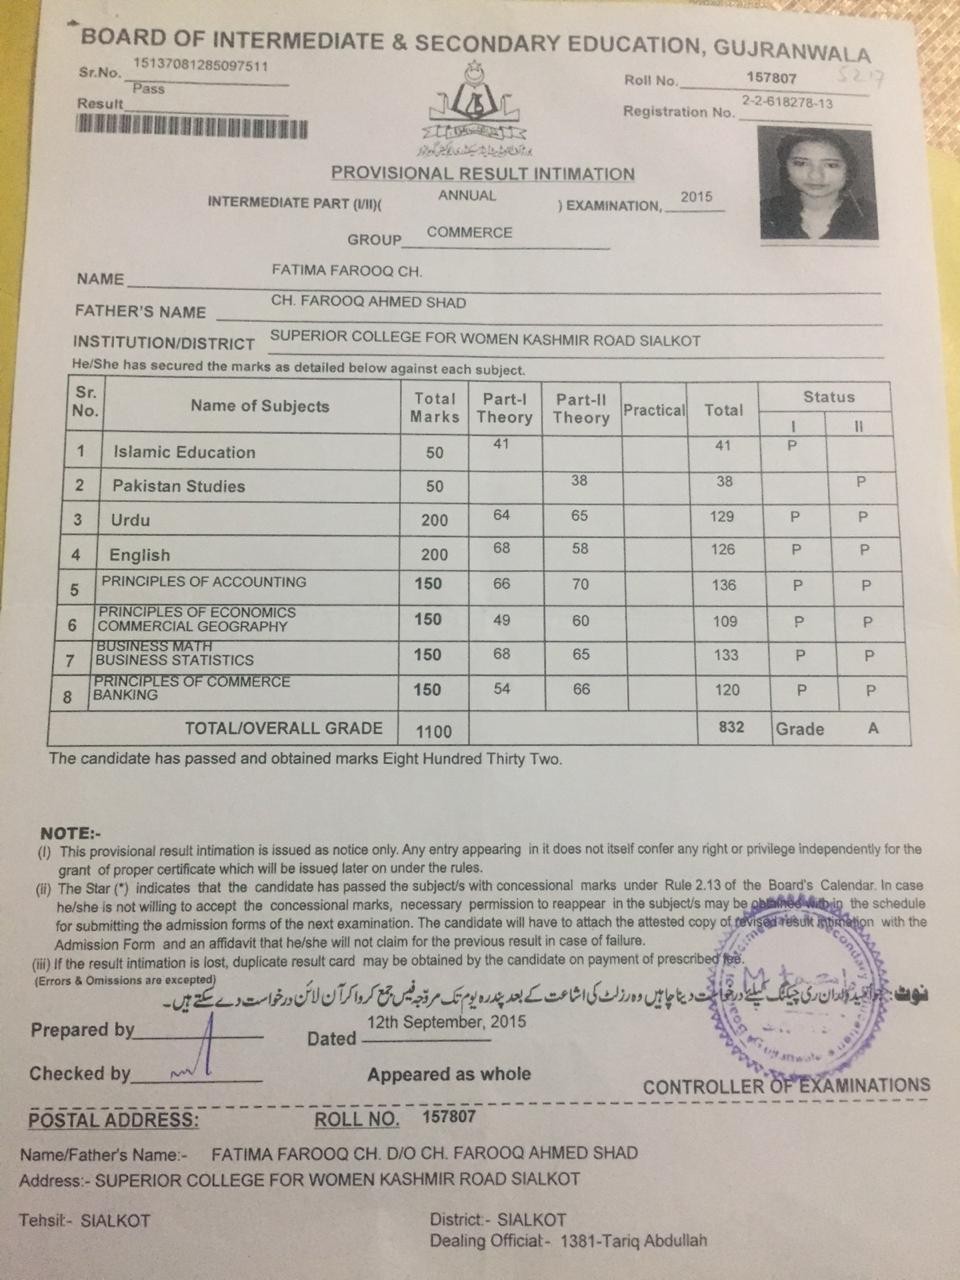 BOARD OF INTERMEDIATE & SECONDARY EDUCATION, GUJRANWALA
Sr.No. 15137081285097511
Result Pass
Roll No. 157807
5217
Registration No. 2-2-618278-13
PROVISIONAL RESULT INTIMATION
INTERMEDIATE PART (I/II)( ANNUAL ) EXAMINATION, 2015
GROUP COMMERCE
NAME FATIMA FAROOQ CH.
FATHER'S NAME CH. FAROOQ AHMED SHAD
INSTITUTION/DISTRICT SUPERIOR COLLEGE FOR WOMEN KASHMIR ROAD SIALKOT
He/She has secured the marks as detailed below against each subject.
Sr. No. Name of Subjects Total Marks Part-I Theory Part-II Theory Practical Total Status I II
1 Islamic Education 50 41 41 P
2 Pakistan Studies 50 38 38 P
3 Urdu 200 64 65 129 P P
4 English 200 68 58 126 P P
5 PRINCIPLES OF ACCOUNTING 150 66 70 136 P P
6 PRINCIPLES OF ECONOMICS COMMERCIAL GEOGRAPHY 150 49 60 109 P P
7 BUSINESS MATH BUSINESS STATISTICS 150 68 65 133 P P
8 PRINCIPLES OF COMMERCE BANKING 150 54 66 120 P P
TOTAL/OVERALL GRADE 1100 832 Grade A
The candidate has passed and obtained marks Eight Hundred Thirty Two.
NOTE:-
(I) This provisional result intimation is issued as notice only. Any entry appearing in it does not itself confer any right or privilege independently for the
grant of proper certificate which will be issued later on under the rules.
(ii) The Star (*) indicates that the candidate has passed the subject/s with concessional marks under Rule 2.13 of the Board's Calendar. In case
he/she is not willing to accept the concessional marks, necessary permission to reappear in the subject/s may be obtained with-in the schedule
for submitting the admission forms of the next examination. The candidate will have to attach the attested copy of revised result intimation with the
Admission Form and an affidavit that he/she will not claim for the previous result in case of failure.
(iii) If the result intimation is lost, duplicate result card may be obtained by the candidate on payment of prescribed fee.
(Errors & Omissions are excepted)
نوٹ: جو امیدواران ری چیکنگ کیلئے درخواست دینا چاہیں وہ رزلٹ کی اشاعت کے بعد پندرہ یوم تک مروجہ فیس جمع کروا کر آن لائن درخواست دے سکتے ہیں۔
Prepared by
Dated 12th September, 2015
Checked by
Appeared as whole
CONTROLLER OF EXAMINATIONS
POSTAL ADDRESS: ROLL NO. 157807
Name/Father's Name:- FATIMA FAROOQ CH. D/O CH. FAROOQ AHMED SHAD
Address:- SUPERIOR COLLEGE FOR WOMEN KASHMIR ROAD SIALKOT
Tehsil:- SIALKOT
District:- SIALKOT
Dealing Official:- 1381-Tariq Abdullah